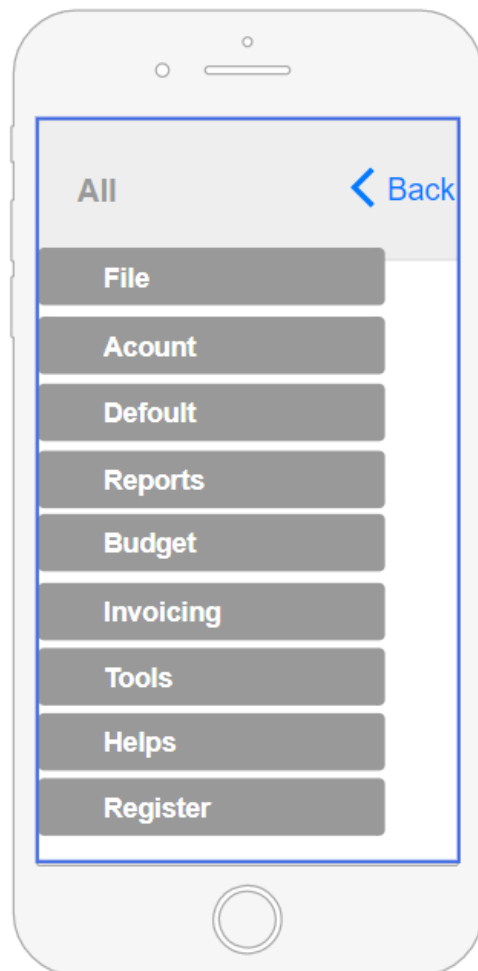 All Back
File
Acount
Defoult
Reports
Budget
Invoicing
Tools
Helps
Register